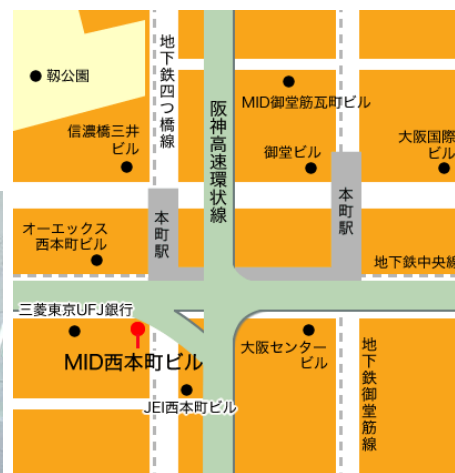 靱公園
地下鉄四つ橋線
阪神高速環状線
MID御堂筋瓦町ビル
信濃橋三井
ビル
御堂ビル
大阪国際
ビル
本町駅
本町駅
オーエックス
西本町ビル
地下鉄中央線
三菱東京UFJ銀行
MID西本町ビル
大阪センター
ビル
地下鉄御堂筋線
JEI西本町ビル